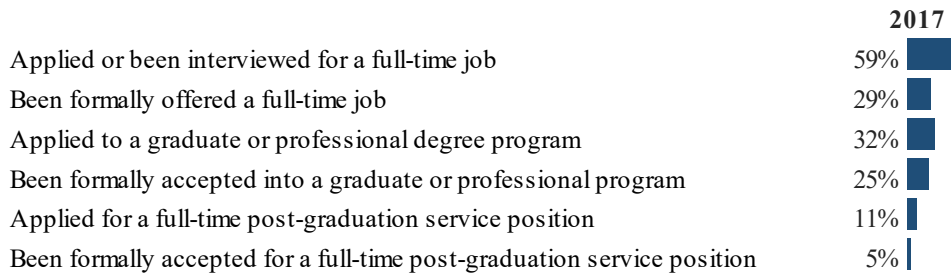 2017
Applied or been interviewed for a full-time job 59%
Been formally offered a full-time job 29%
Applied to a graduate or professional degree program 32%
Been formally accepted into a graduate or professional program 25%
Applied for a full-time post-graduation service position 11%
Been formally accepted for a full-time post-graduation service position 5%